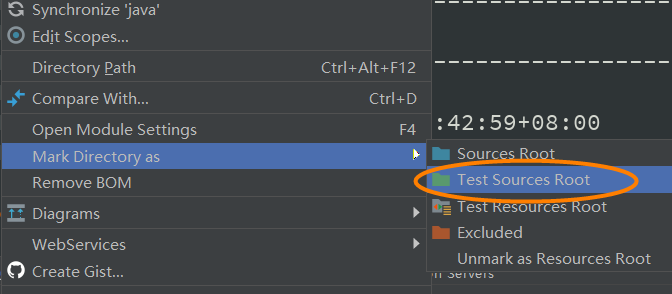 Synchronize 'java'
Edit Scopes...
Directory Path Ctrl+Alt+F12
Compare With... Ctrl+D
:42:59+08:00
Open Module Settings F4
Mark Directory as
Sources Root
Test Sources Root
Remove BOM
Test Resources Root
Diagrams
Excluded
WebServices
Unmark as Resources Root
Create Gist...
n Servers